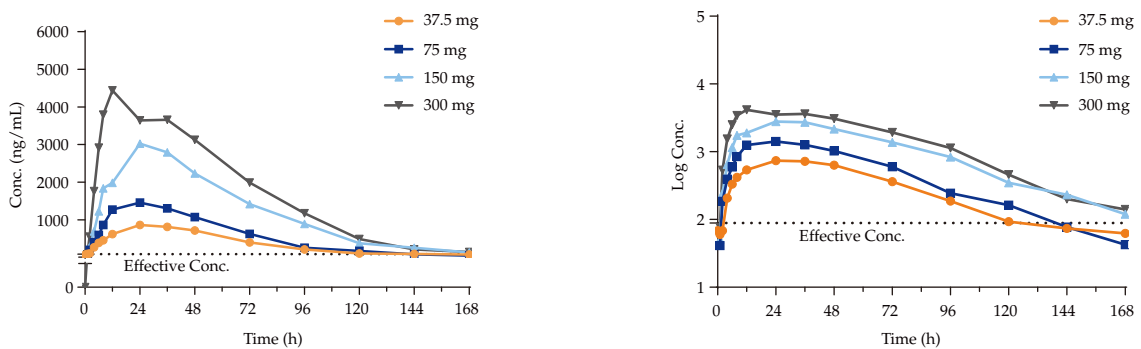 37.5 mg
75 mg
150 mg
300 mg
6000
5000
4000
3000
2000
1000
0
Conc. (ng/mL)
Effective Conc.
0 24 48 72 96 120 144 168
Time (h)
37.5 mg
75 mg
150 mg
300 mg
5
4
3
2
1
Log Conc.
Effective Conc.
0 24 48 72 96 120 144 168
Time (h)